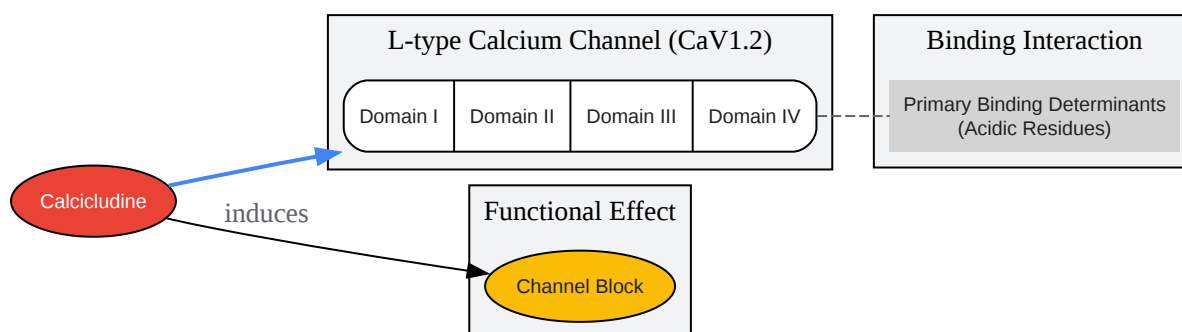 L-type Calcium Channel (CaV1.2)
Domain I
Domain II
Domain III
Domain IV
Binding Interaction
Primary Binding Determinants
(Acidic Residues)
Calcicludine
induces
Functional Effect
Channel Block